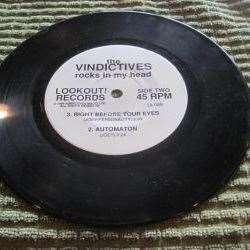 the
VINDICTIVES
rocks in my head
LOOKOUT!
RECORDS
SIDE TWO
45 RPM
3. RIGHT BEFORE YOUR EYES
2. AUTOMATON